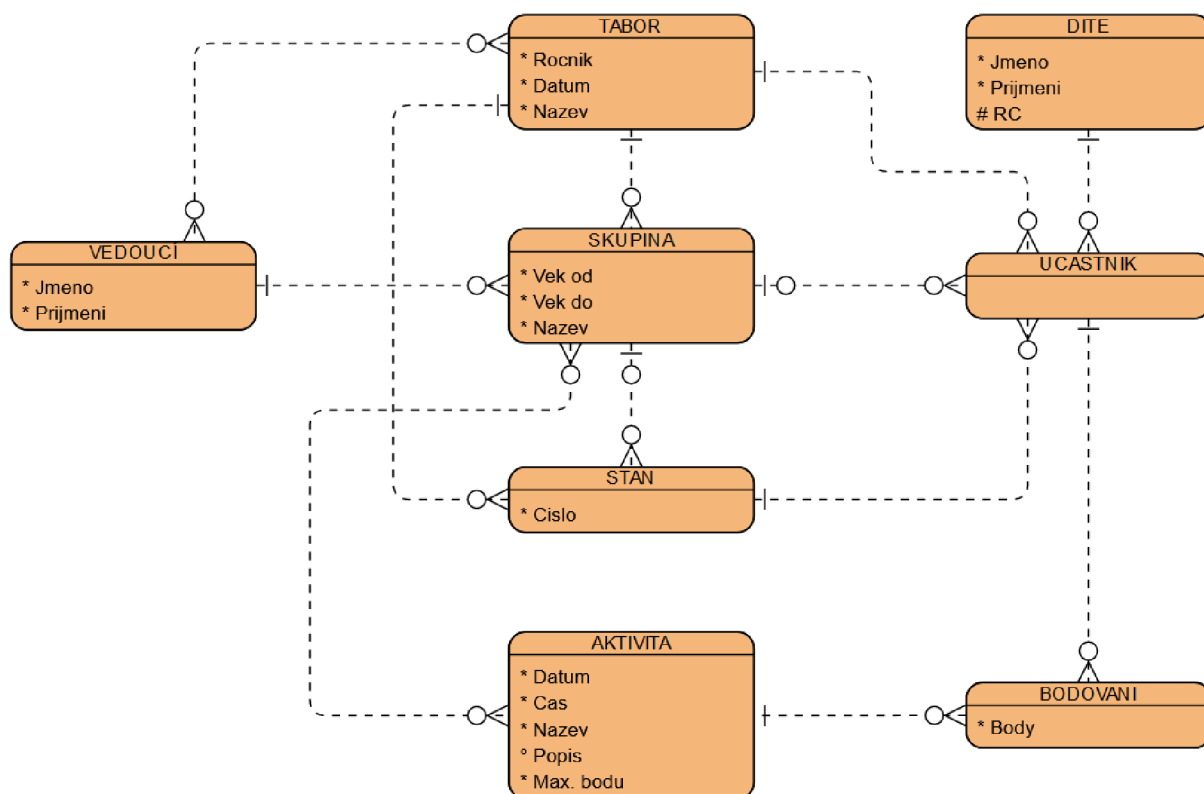 TABOR
* Rocnik
* Datum
* Nazev
DITE
* Jmeno
* Prijmeni
# RC
VEDOUCI
* Jmeno
* Prijmeni
SKUPINA
* Vek od
* Vek do
* Nazev
UCASTNIK
STAN
* Cislo
AKTIVITA
* Datum
* Cas
* Nazev
° Popis
* Max. bodu
BODOVANI
* Body